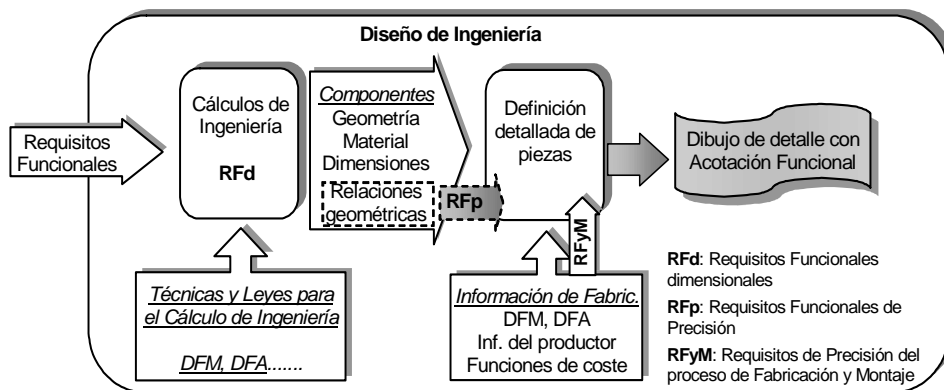 Diseño de Ingeniería
Requisitos
Funcionales
Cálculos de
Ingeniería
RFd
Componentes
Geometría
Material
Dimensiones
Relaciones
geométricas
RFp
Definición
detallada de
piezas
Dibujo de detalle con
Acotación Funcional
Técnicas y Leyes para
el Cálculo de Ingeniería
DFM, DFA.......
RFyM
Información de Fabric.
DFM, DFA
Inf. del productor
Funciones de coste
RFd: Requisitos Funcionales
dimensionales
RFp: Requisitos Funcionales de
Precisión
RFyM: Requisitos de Precisión del
proceso de Fabricación y Montaje